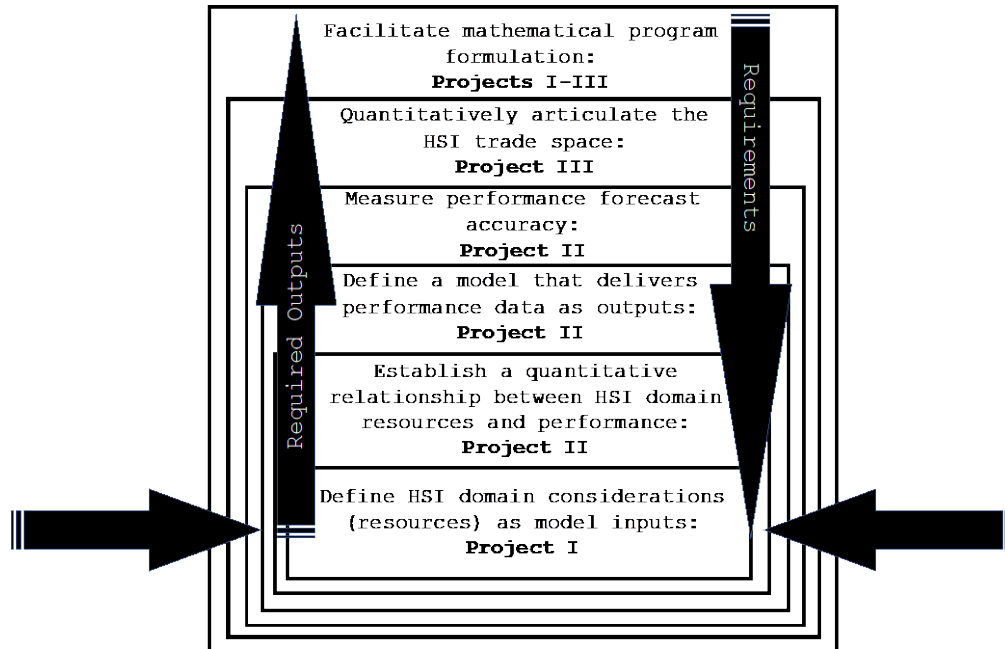 Facilitate mathematical program
formulation:
Projects I-III
Requirements
Quantitatively articulate the
HSI trade space:
Project III
Measure performance forecast
accuracy:
Project II
Required Outputs
Define a model that delivers
performance data as outputs:
Project II
Establish a quantitative
relationship between HSI domain
resources and performance:
Project II
Define HSI domain considerations
(resources) as model inputs:
Project I